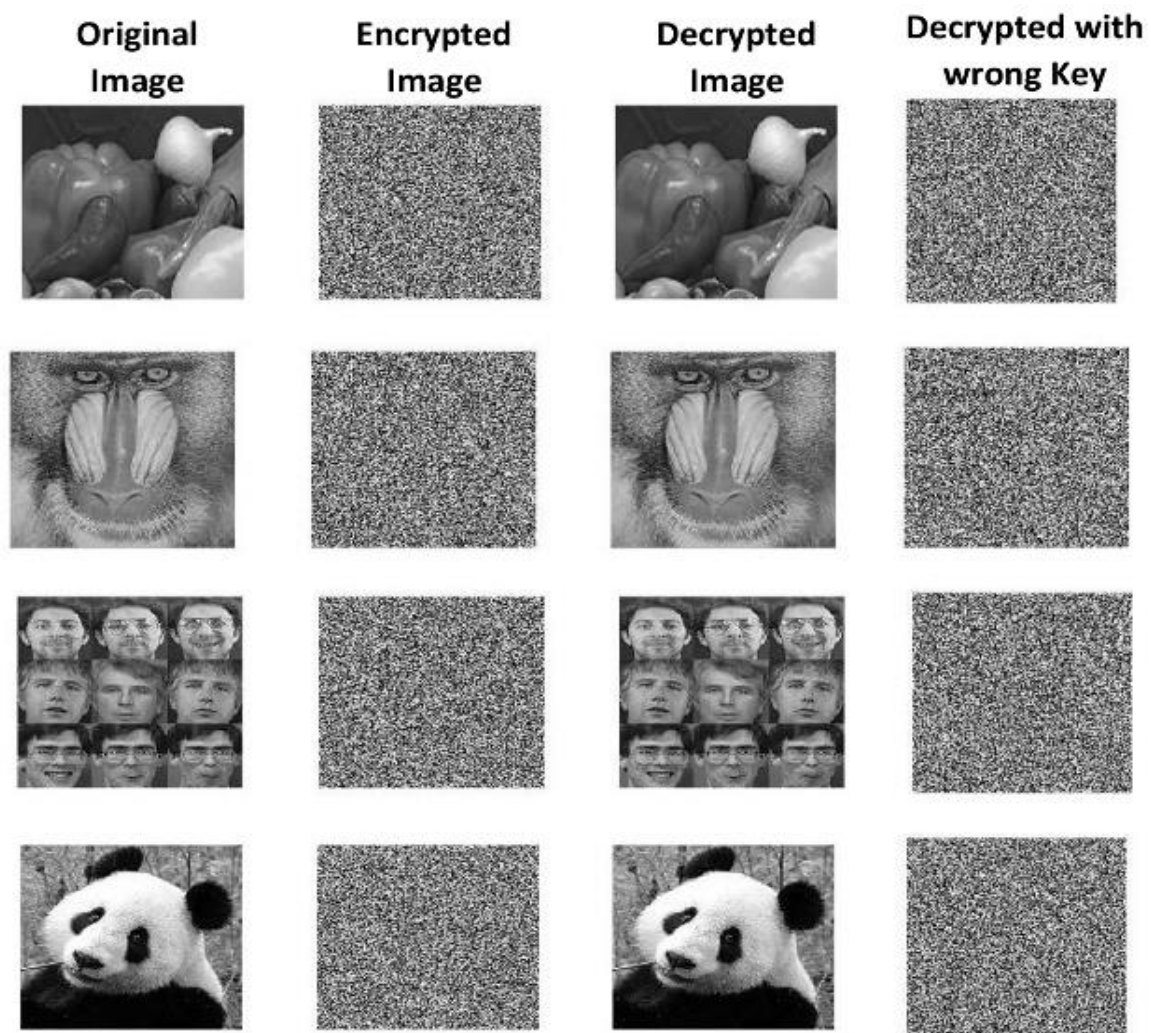 Original
Image
Encrypted
Image
Decrypted
Image
Decrypted with
wrong Key